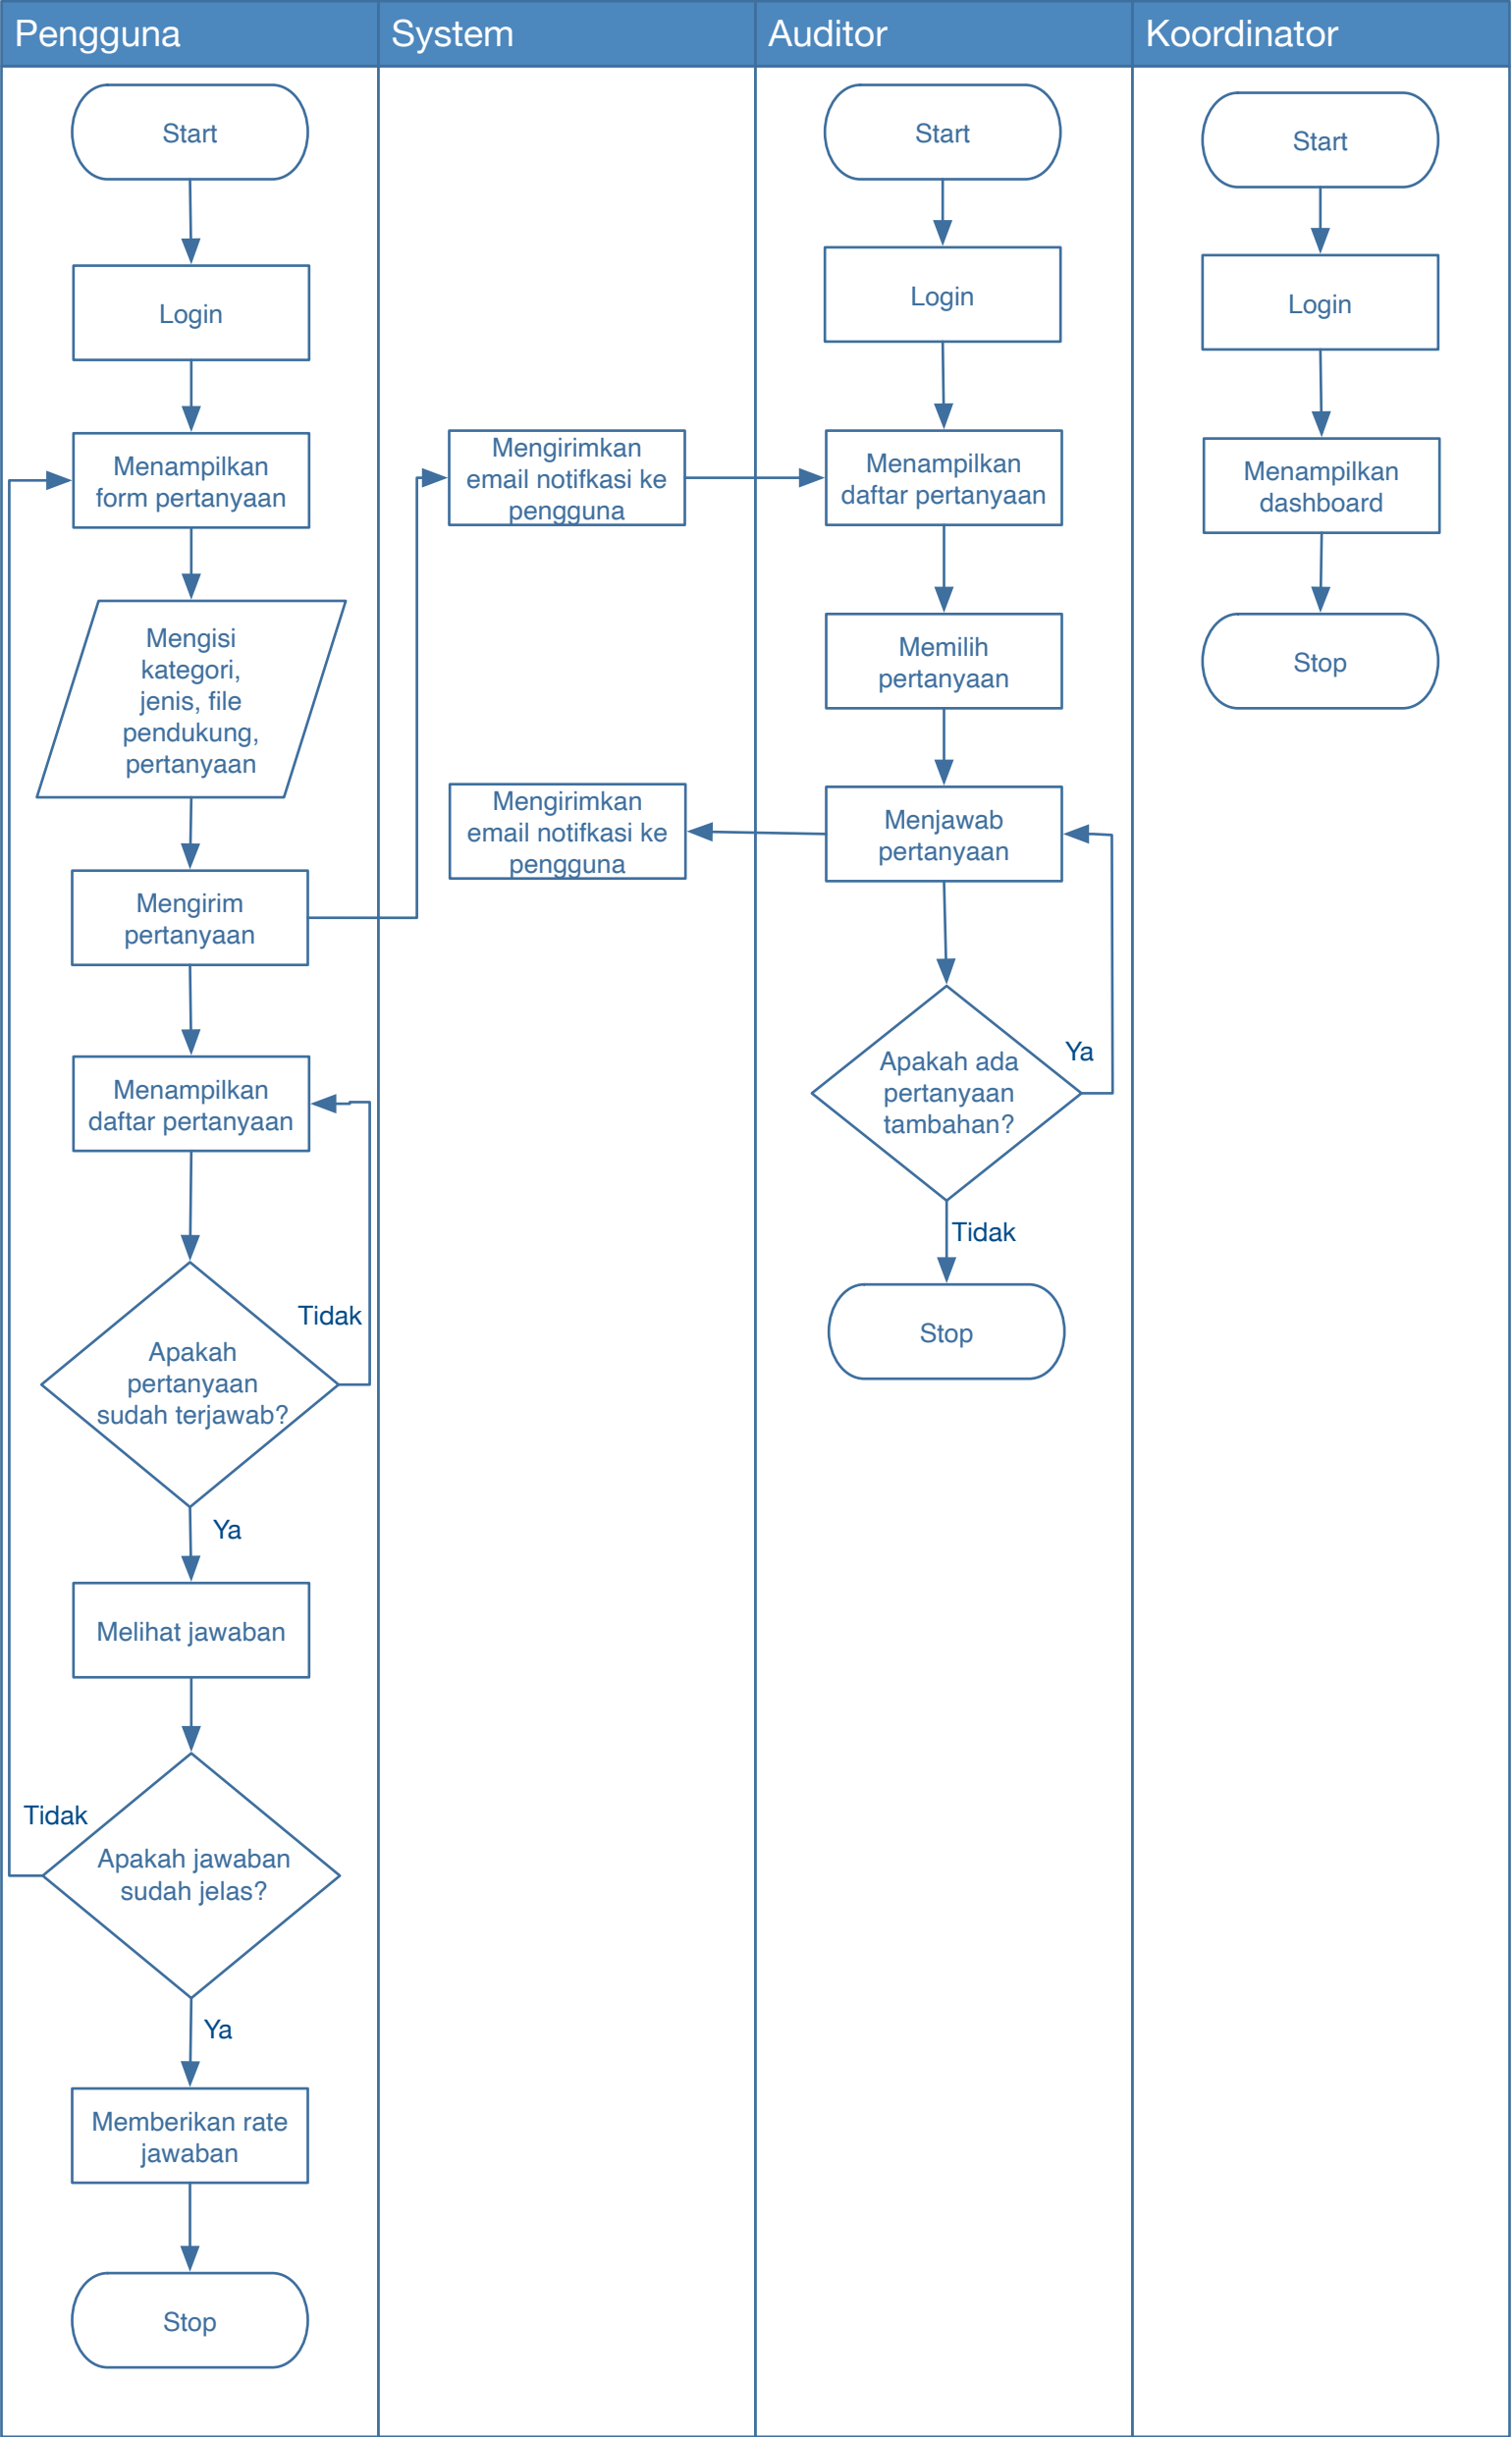 Pengguna
System
Auditor
Koordinator
Start
Login
Menampilkan
form pertanyaan
Mengisi
kategori,
jenis, file
pendukung,
pertanyaan
Mengirim
pertanyaan
Menampilkan
daftar pertanyaan
Tidak
Apakah
pertanyaan
sudah terjawab?
Ya
Melihat jawaban
Tidak
Apakah jawaban
sudah jelas?
Ya
Memberikan rate
jawaban
Stop
Mengirimkan
email notifkasi ke
pengguna
Mengirimkan
email notifkasi ke
pengguna
Start
Login
Menampilkan
daftar pertanyaan
Memilih
pertanyaan
Menjawab
pertanyaan
Ya
Apakah ada
pertanyaan
tambahan?
Tidak
Stop
Start
Login
Menampilkan
dashboard
Stop